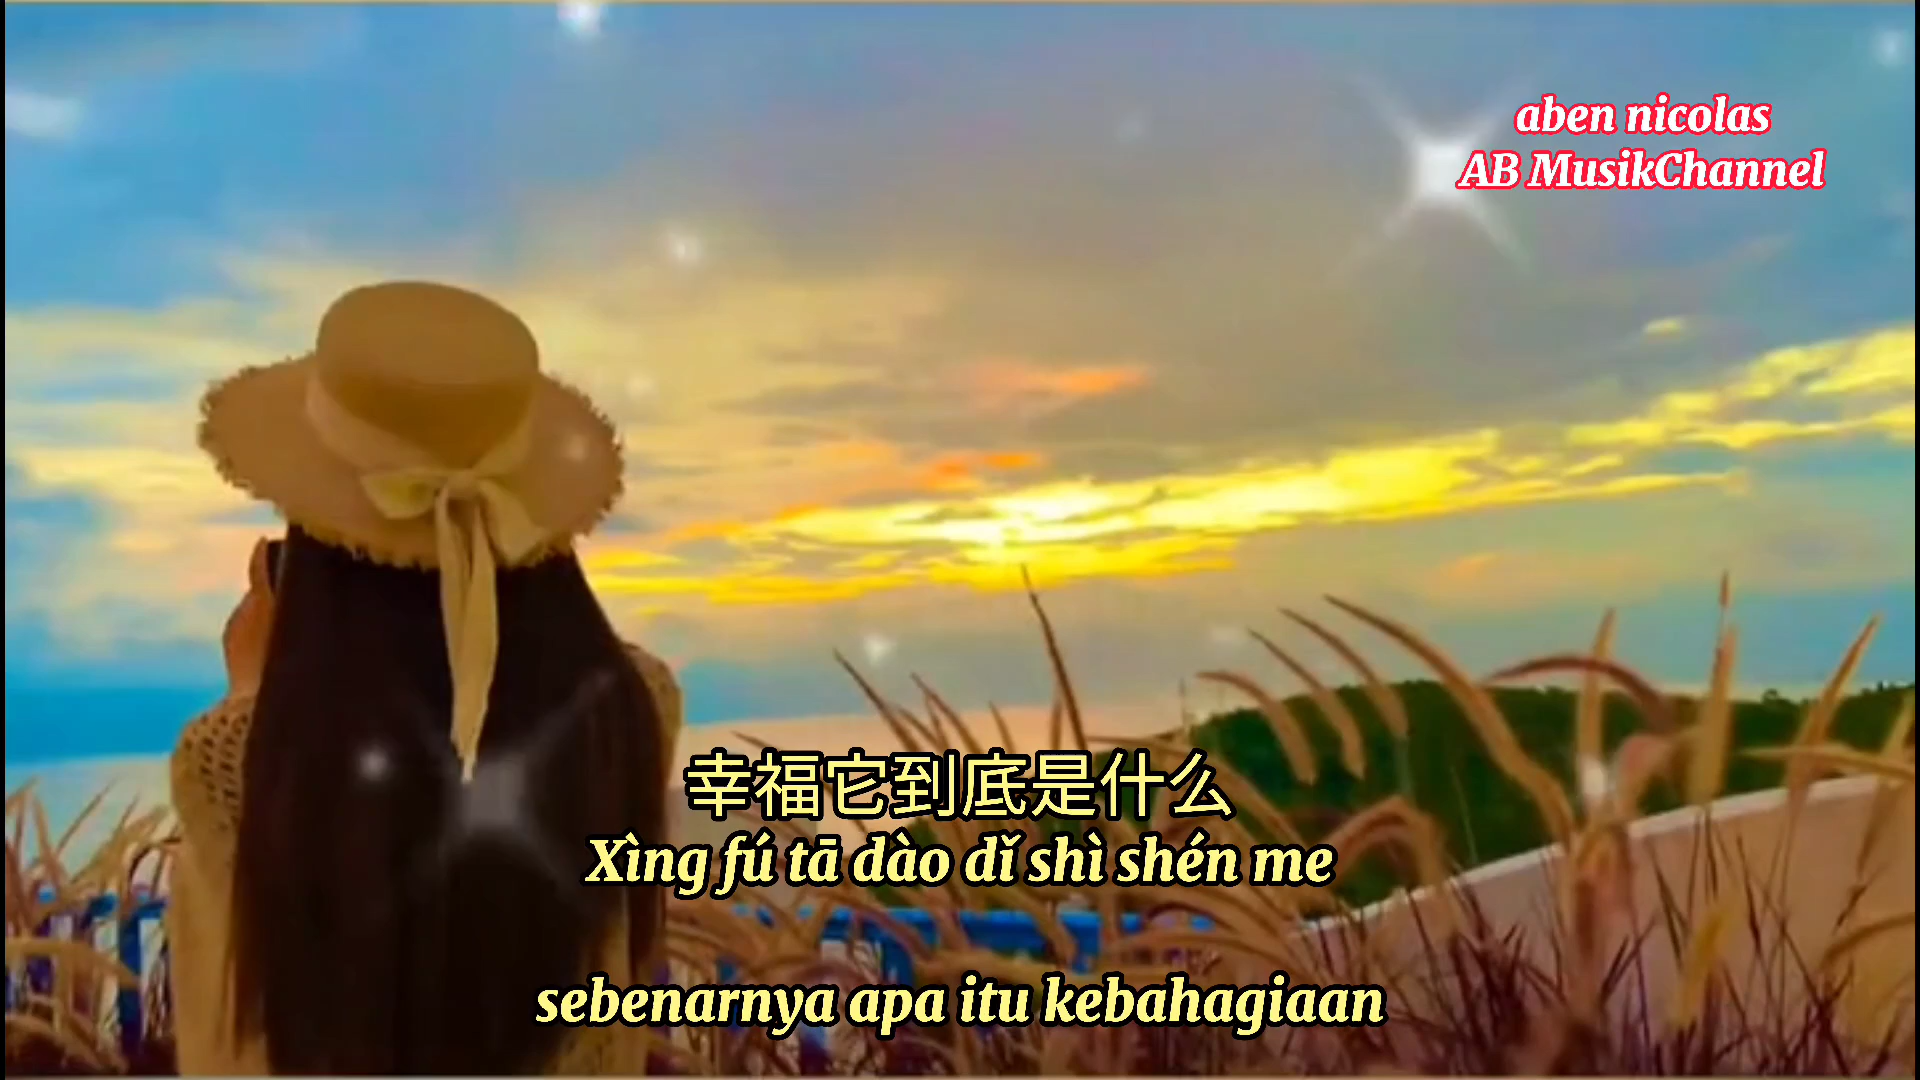 aben nicolas
AB MusikChannel
幸福它到底是什么
Xìng fú tā dào dǐ shì shén me
sebenarnya apa itu kebahagiaan